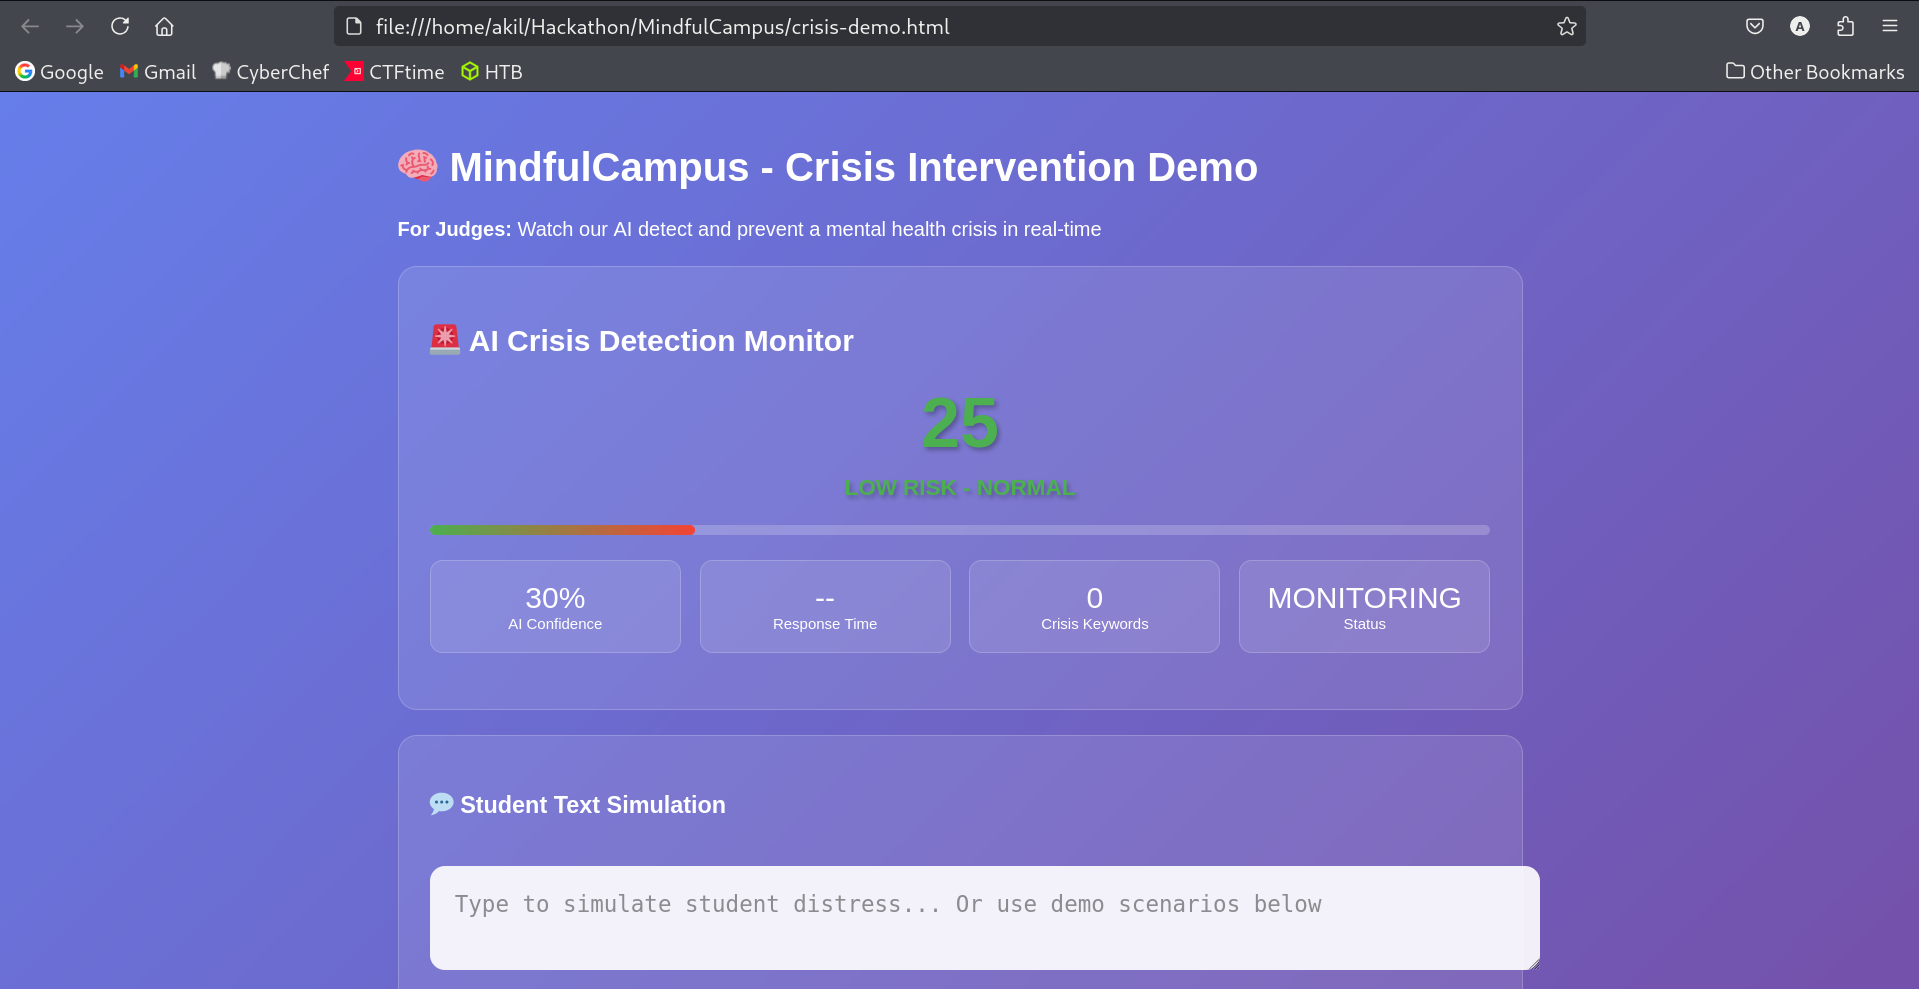 file:///home/akil/Hackathon/MindfulCampus/crisis-demo.html
A
Google Gmail CyberChef CTFtime HTB Other Bookmarks
MindfulCampus - Crisis Intervention Demo
For Judges: Watch our AI detect and prevent a mental health crisis in real-time
AI Crisis Detection Monitor
25
LOW RISK - NORMAL
30% -- 0 MONITORING
AI Confidence Response Time Crisis Keywords Status
Student Text Simulation
Type to simulate student distress... Or use demo scenarios below